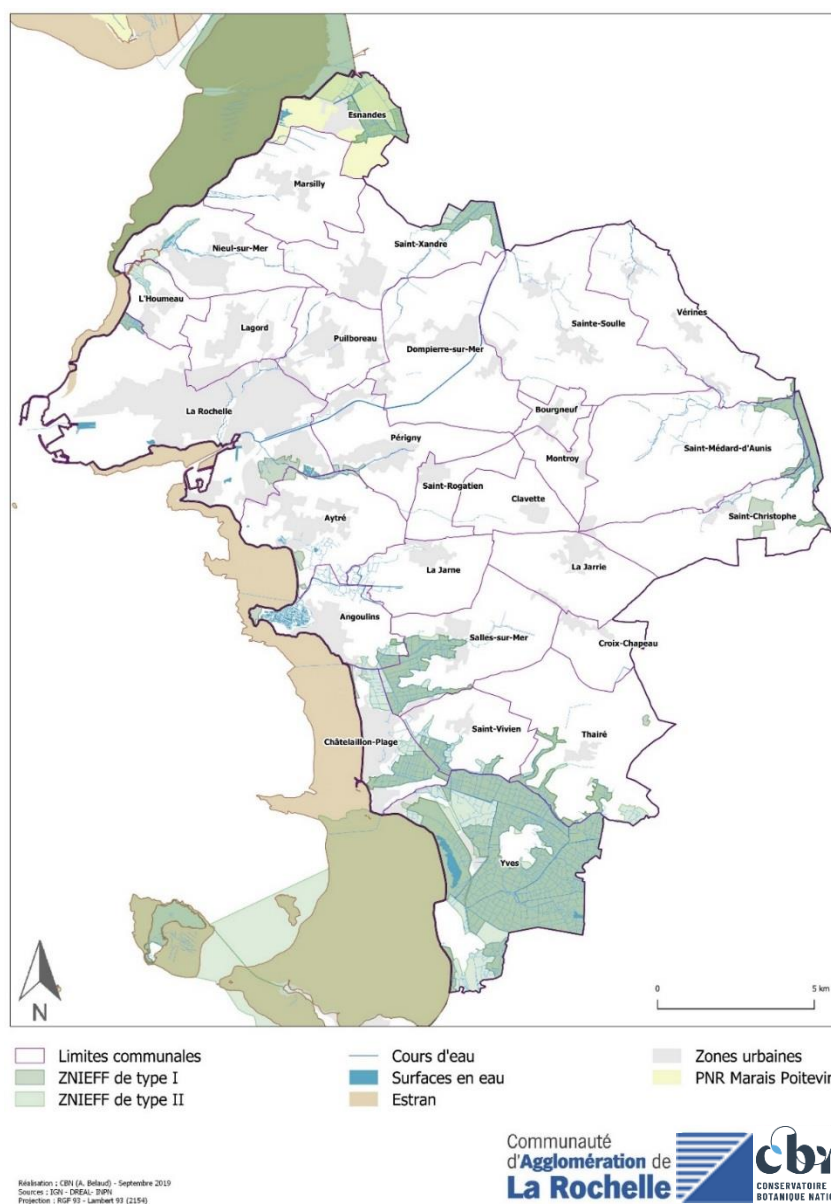 Esnandes
Marsilly
Saint-Xandre
Nieul-sur-Mer
Vérines
L'Houmeau
Sainte-Soulle
Lagord
Puilboreau
Dompierre-sur-Mer
La Rochelle
Bourgneuf
Périgny
Saint-Médard-d'Aunis
Montroy
Saint-Rogatien
Clavette
Saint-Christophe
Aytré
La Jarne
La Jarrie
Angoulins
Salles-sur-Mer
Croix-Chapeau
Saint-Vivien
Thairé
Châtelaillon-Plage
Yves
N
0 5 km
Limites communales
ZNIEFF de type I
ZNIEFF de type II
Cours d'eau
Surfaces en eau
Estran
Zones urbaines
PNR Marais Poitevin
Communauté
d'Agglomération de
La Rochelle
CONSERVATOIRE
BOTANIQUE NATI
Réalisation : CBN (A. Belaud) - Septembre 2019
Sources : IGN - DREAL- INPN
Projection : RGF 93 - Lambert 93 (2154)